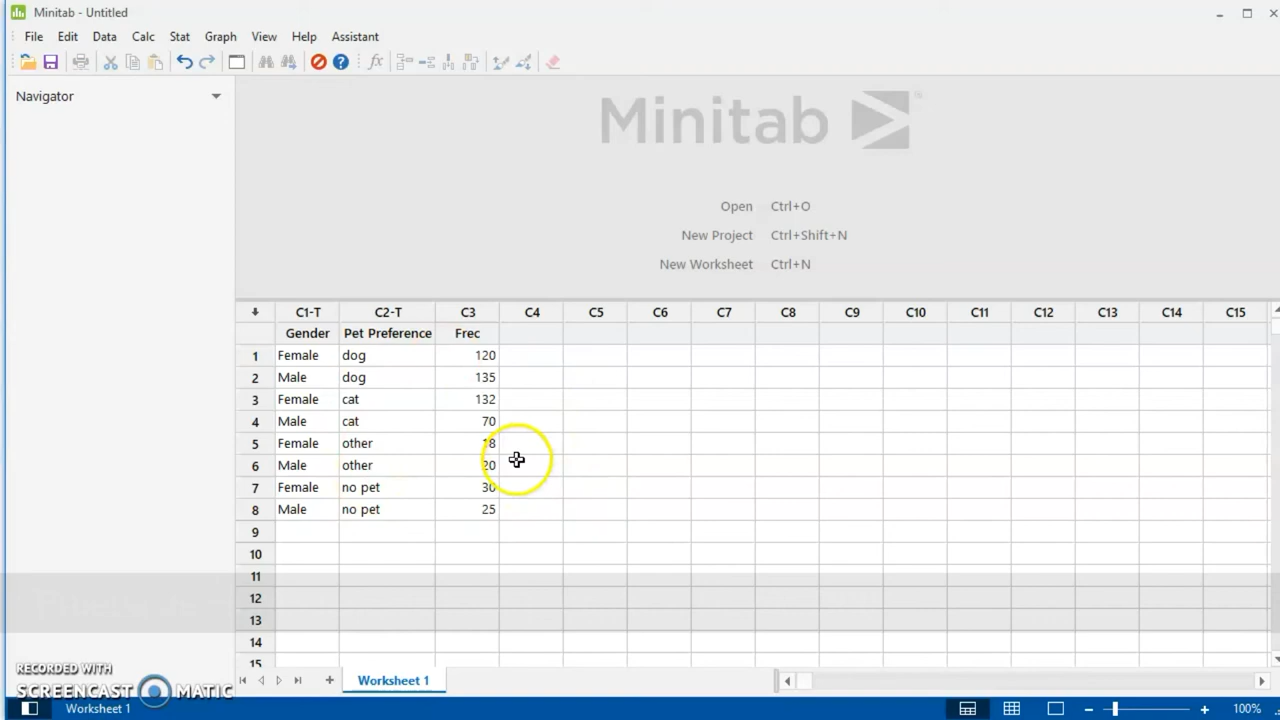 Minitab - Untitled
File Edit Data Calc Stat Graph View Help Assistant
Navigator
Minitab
Open Ctrl+O
New Project Ctrl+Shift+N
New Worksheet Ctrl+N
C1-T C2-T C3 C4 C5 C6 C7 C8 C9 C10 C11 C12 C13 C14 C15
Gender Pet Preference Frec
1 Female dog 120
2 Male dog 135
3 Female cat 132
4 Male cat 70
5 Female other 18
6 Male other 20
7 Female no pet 30
8 Male no pet 25
9
10
11
12
13
14
15
RECORDED WITH
SCREENCAST MATIC
Worksheet 1
Worksheet 1
100%